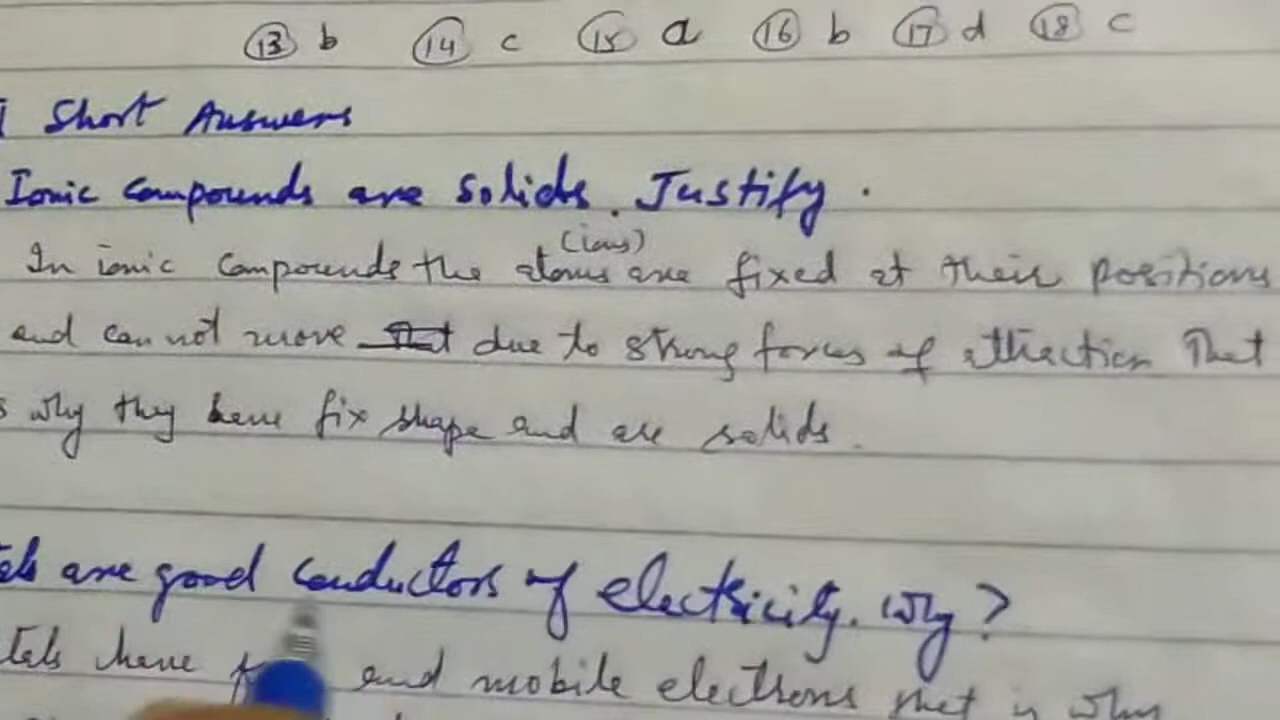 13 b 14 c 15 a 16 b 17 d 18 c
Short Answers
Ionic compounds are solids. Justify.
(ions)
In ionic compounds the atoms are fixed at their positions
and can not move due to strong forces of attraction That
why they have fix shape and are solids.
are good conductors of electricity. why?
have and mobile electrons that is why